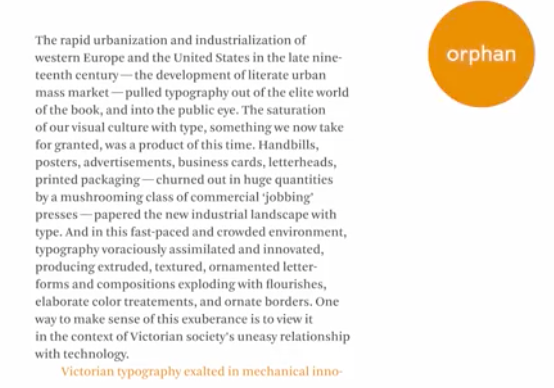 The rapid urbanization and industrialization of
western Europe and the United States in the late nine-
teenth century — the development of literate urban
mass market — pulled typography out of the elite world
of the book, and into the public eye. The saturation
of our visual culture with type, something we now take
for granted, was a product of this time. Handbills,
posters, advertisements, business cards, letterheads,
printed packaging — churned out in huge quantities
by a mushrooming class of commercial ‘jobbing’
presses — papered the new industrial landscape with
type. And in this fast-paced and crowded environment,
typography voraciously assimilated and innovated,
producing extruded, textured, ornamented letter-
forms and compositions exploding with flourishes,
elaborate color treatements, and ornate borders. One
way to make sense of this exuberance is to view it
in the context of Victorian society’s uneasy relationship
with technology.
Victorian typography exalted in mechanical inno-
orphan